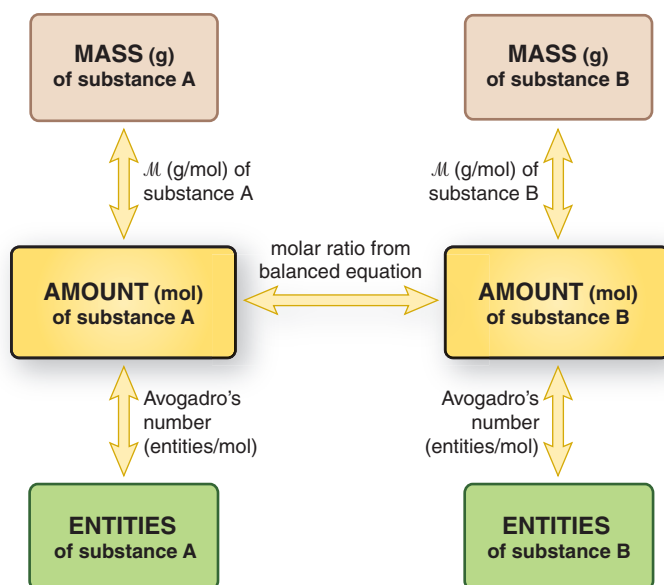 MASS (g)
of substance A
MASS (g)
of substance B
ℳ (g/mol) of
substance A
ℳ (g/mol) of
substance B
molar ratio from
balanced equation
AMOUNT (mol)
of substance A
AMOUNT (mol)
of substance B
Avogadro’s
number
(entities/mol)
Avogadro’s
number
(entities/mol)
ENTITIES
of substance A
ENTITIES
of substance B